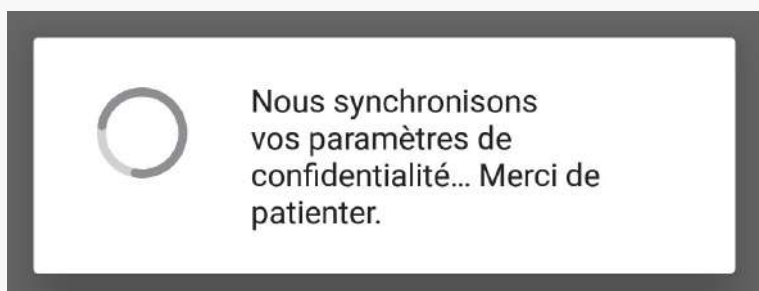 Nous synchronisons
vos paramètres de
confidentialité… Merci de
patienter.